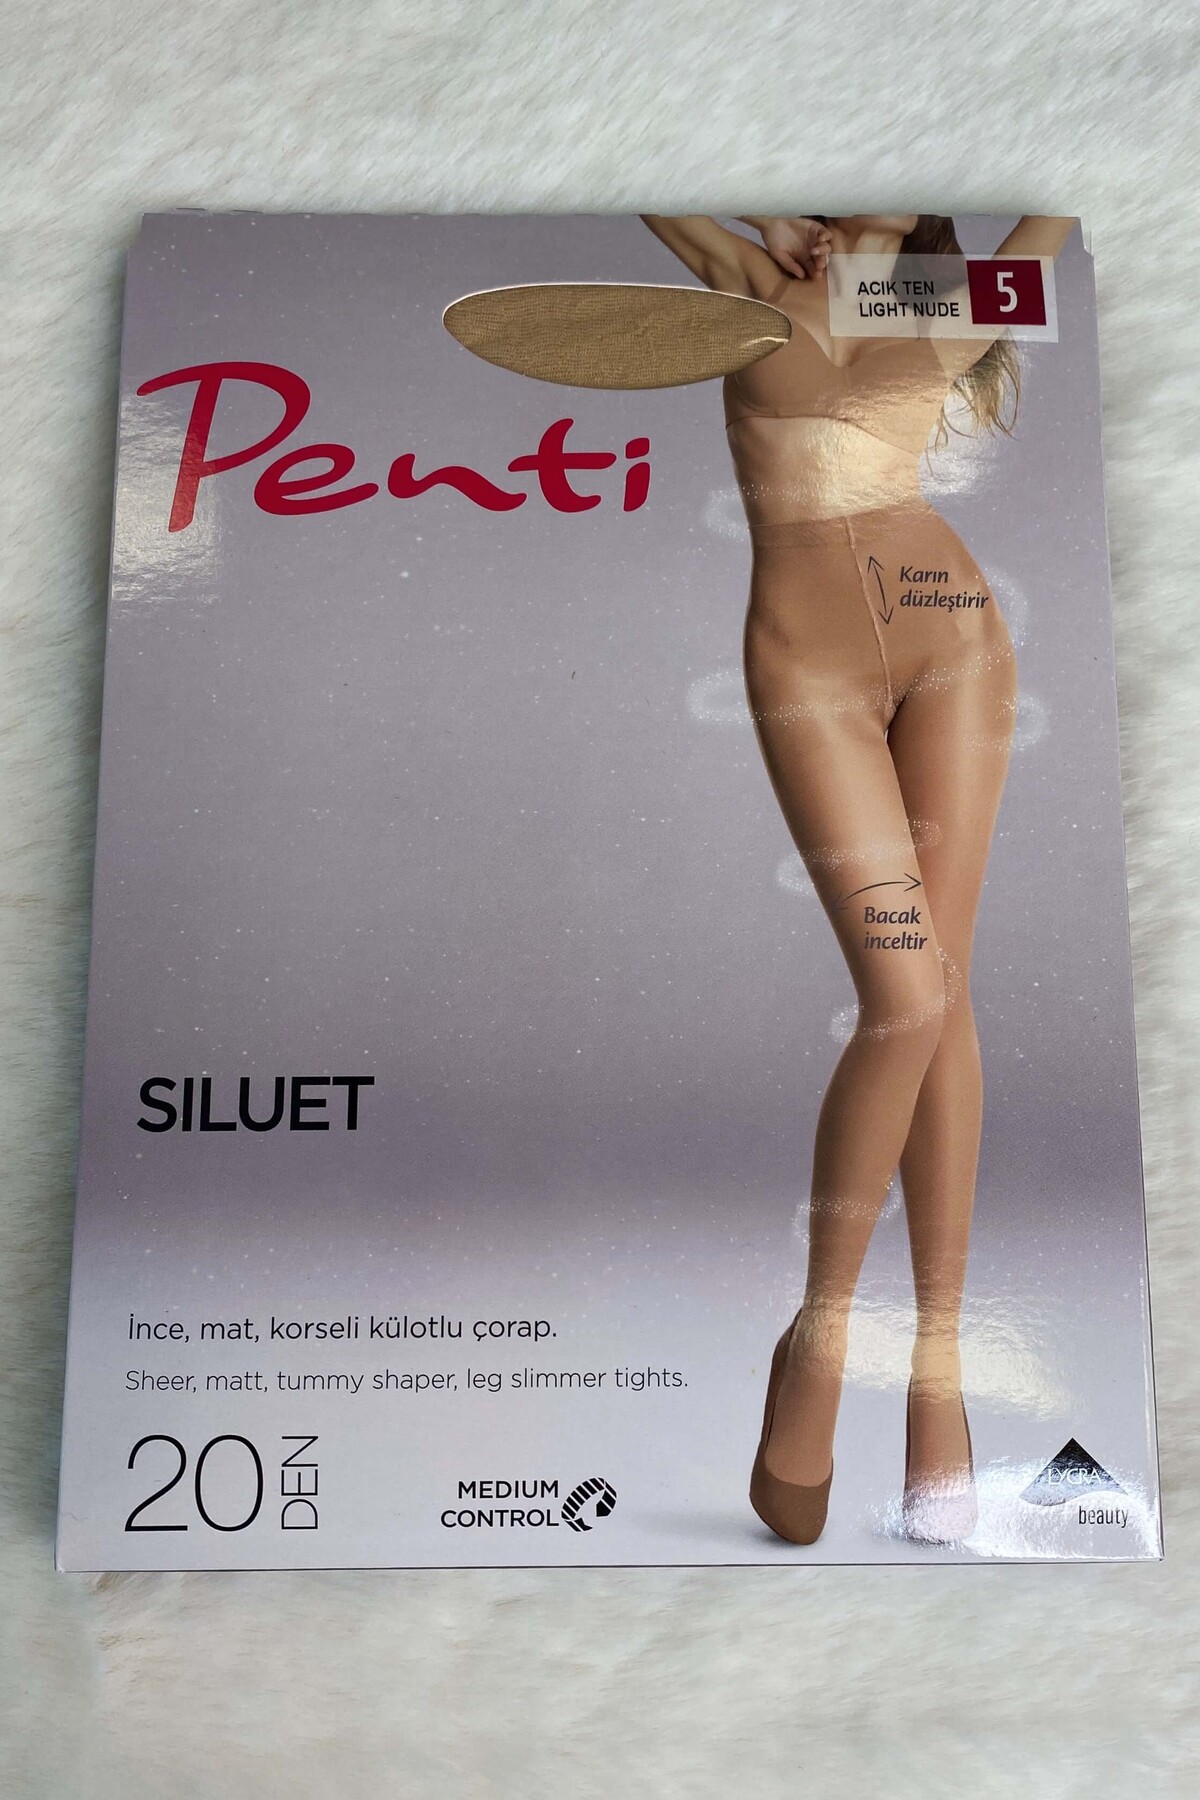 ACIK TEN
LIGHT NUDE
5
Penti
Karın
düzleştirir
Bacak
inceltir
SILUET
İnce, mat, korseli külotlu çorap.
Sheer, matt, tummy shaper, leg slimmer tights.
20 DEN
MEDIUM
CONTROL
LYCRA
beauty